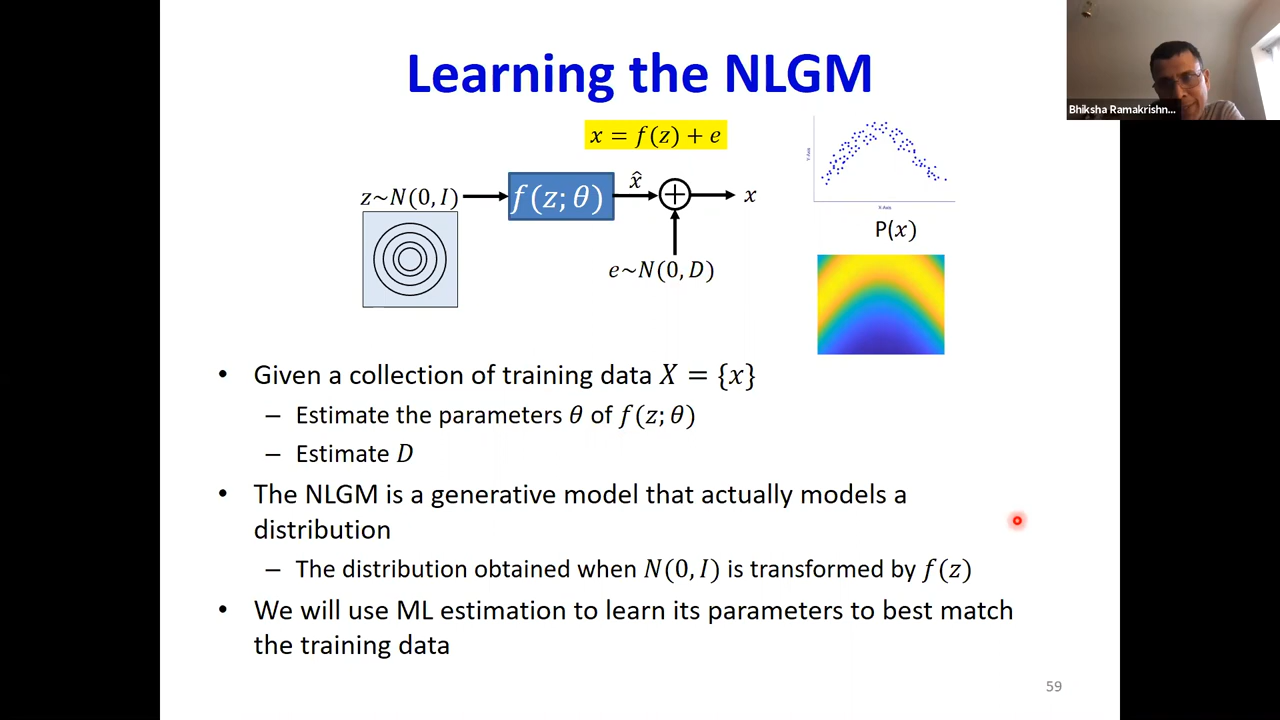 Learning the NLGM
Bhiksha Ramakrishn...
x = f(z) + e
z~N(0, I)
f(z; θ)
x̂
x
e~N(0, D)
Y-Axis
X-Axis
P(x)
• Given a collection of training data X = {x}
– Estimate the parameters θ of f(z; θ)
– Estimate D
• The NLGM is a generative model that actually models a
distribution
– The distribution obtained when N(0, I) is transformed by f(z)
• We will use ML estimation to learn its parameters to best match
the training data
59